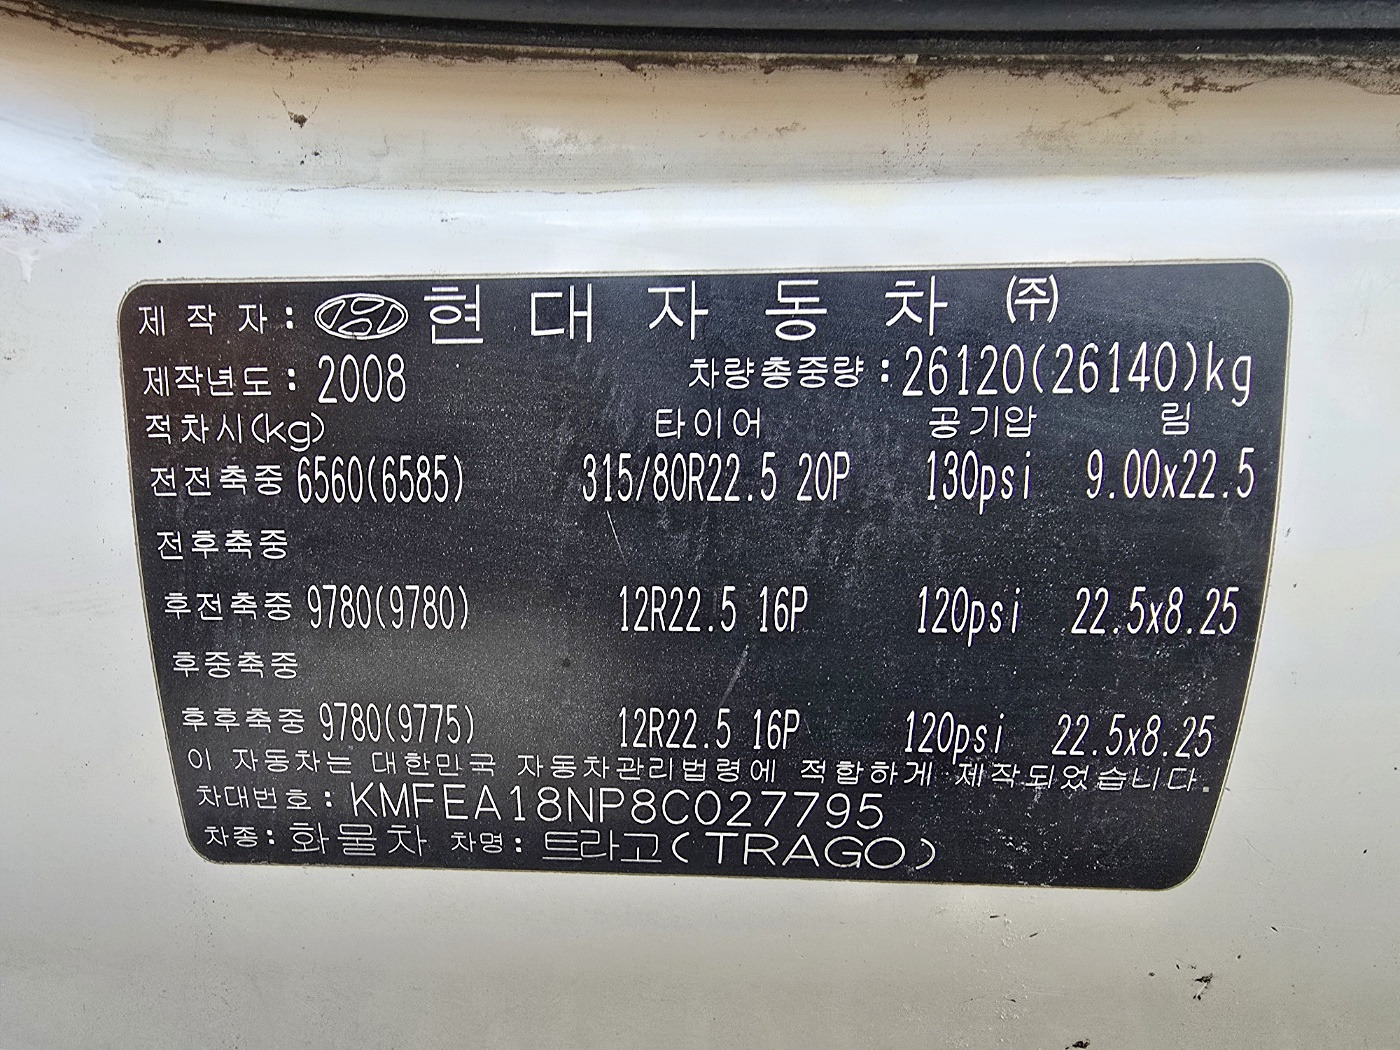 제 작 자 : 현 대 자 동 차 ㈜
제작년도 : 2008 차량총중량 : 26120(26140)kg
적차시(kg) 타이어 공기압 림
전전축중 6560(6585) 315/80R22.5 20P 130psi 9.00x22.5
전후축중
후전축중 9780(9780) 12R22.5 16P 120psi 22.5x8.25
후중축중
후후축중 9780(9775) 12R22.5 16P 120psi 22.5x8.25
이 자동차는 대한민국 자동차관리법령에 적합하게 제작되었습니다.
차대번호 : KMFEA18NP8C027795
차종 : 화물차 차명 : 트라고(TRAGO)